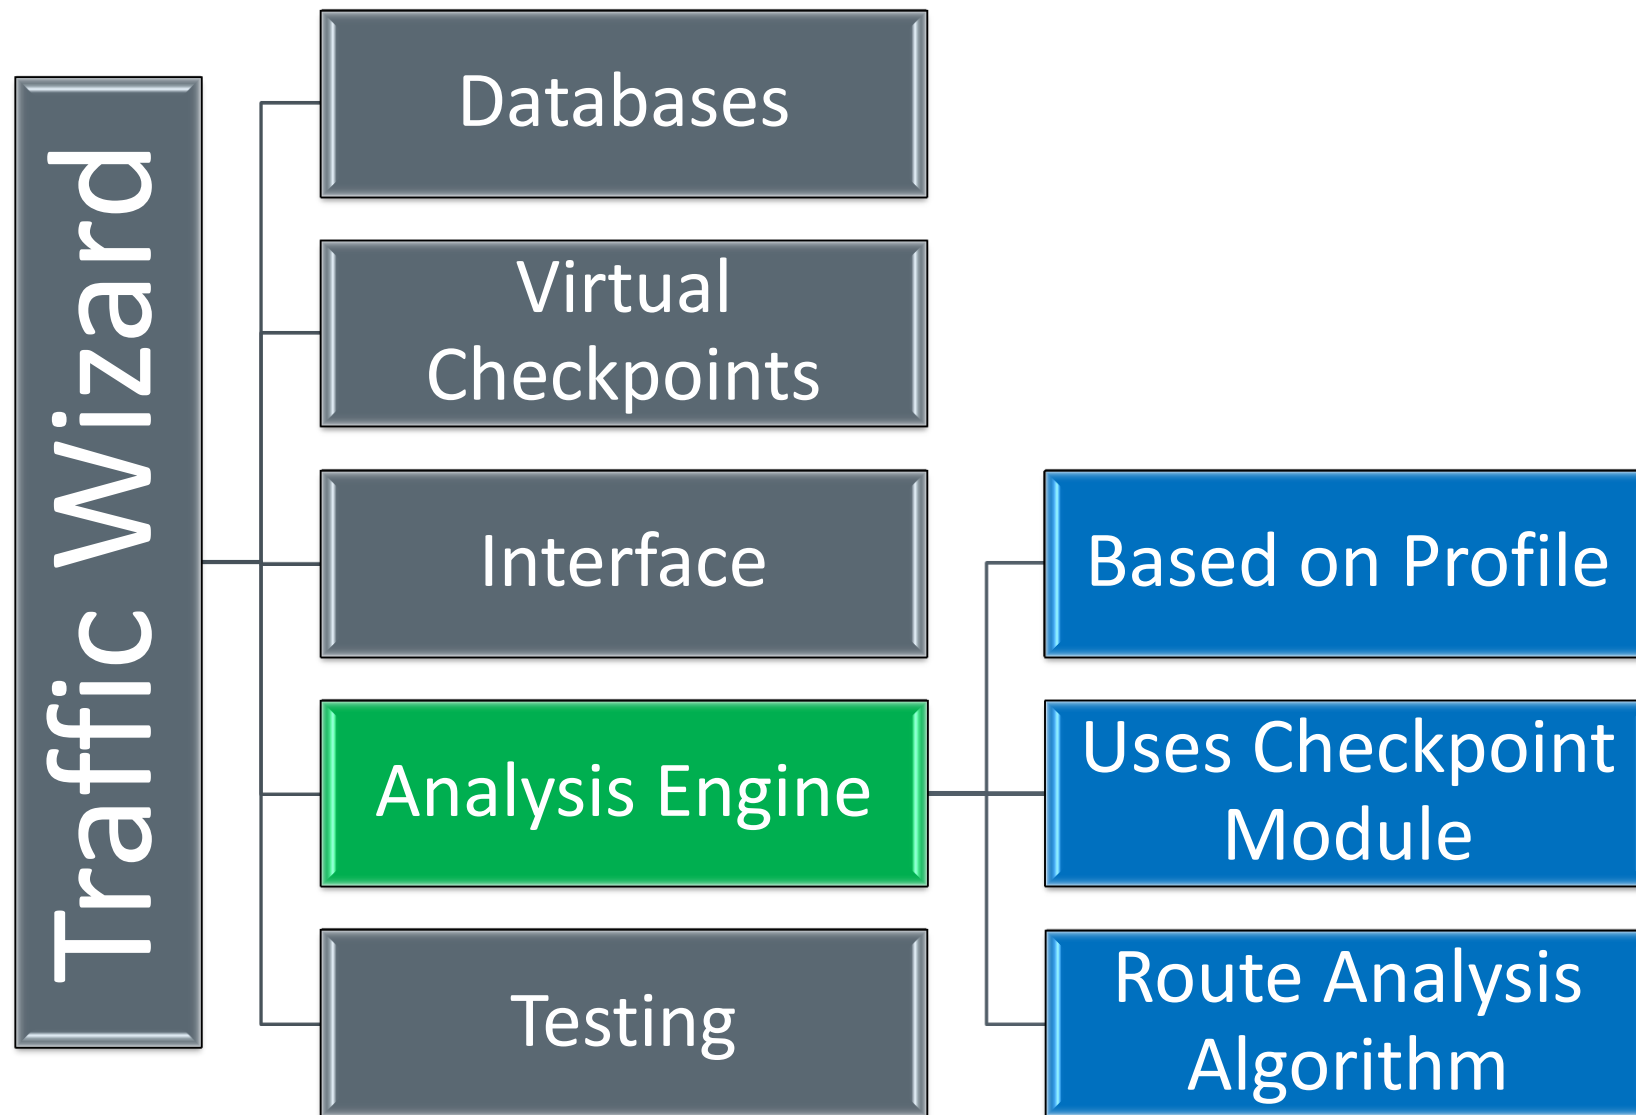 Traffic Wizard
Databases
Virtual
Checkpoints
Interface
Analysis Engine
Testing
Based on Profile
Uses Checkpoint
Module
Route Analysis
Algorithm